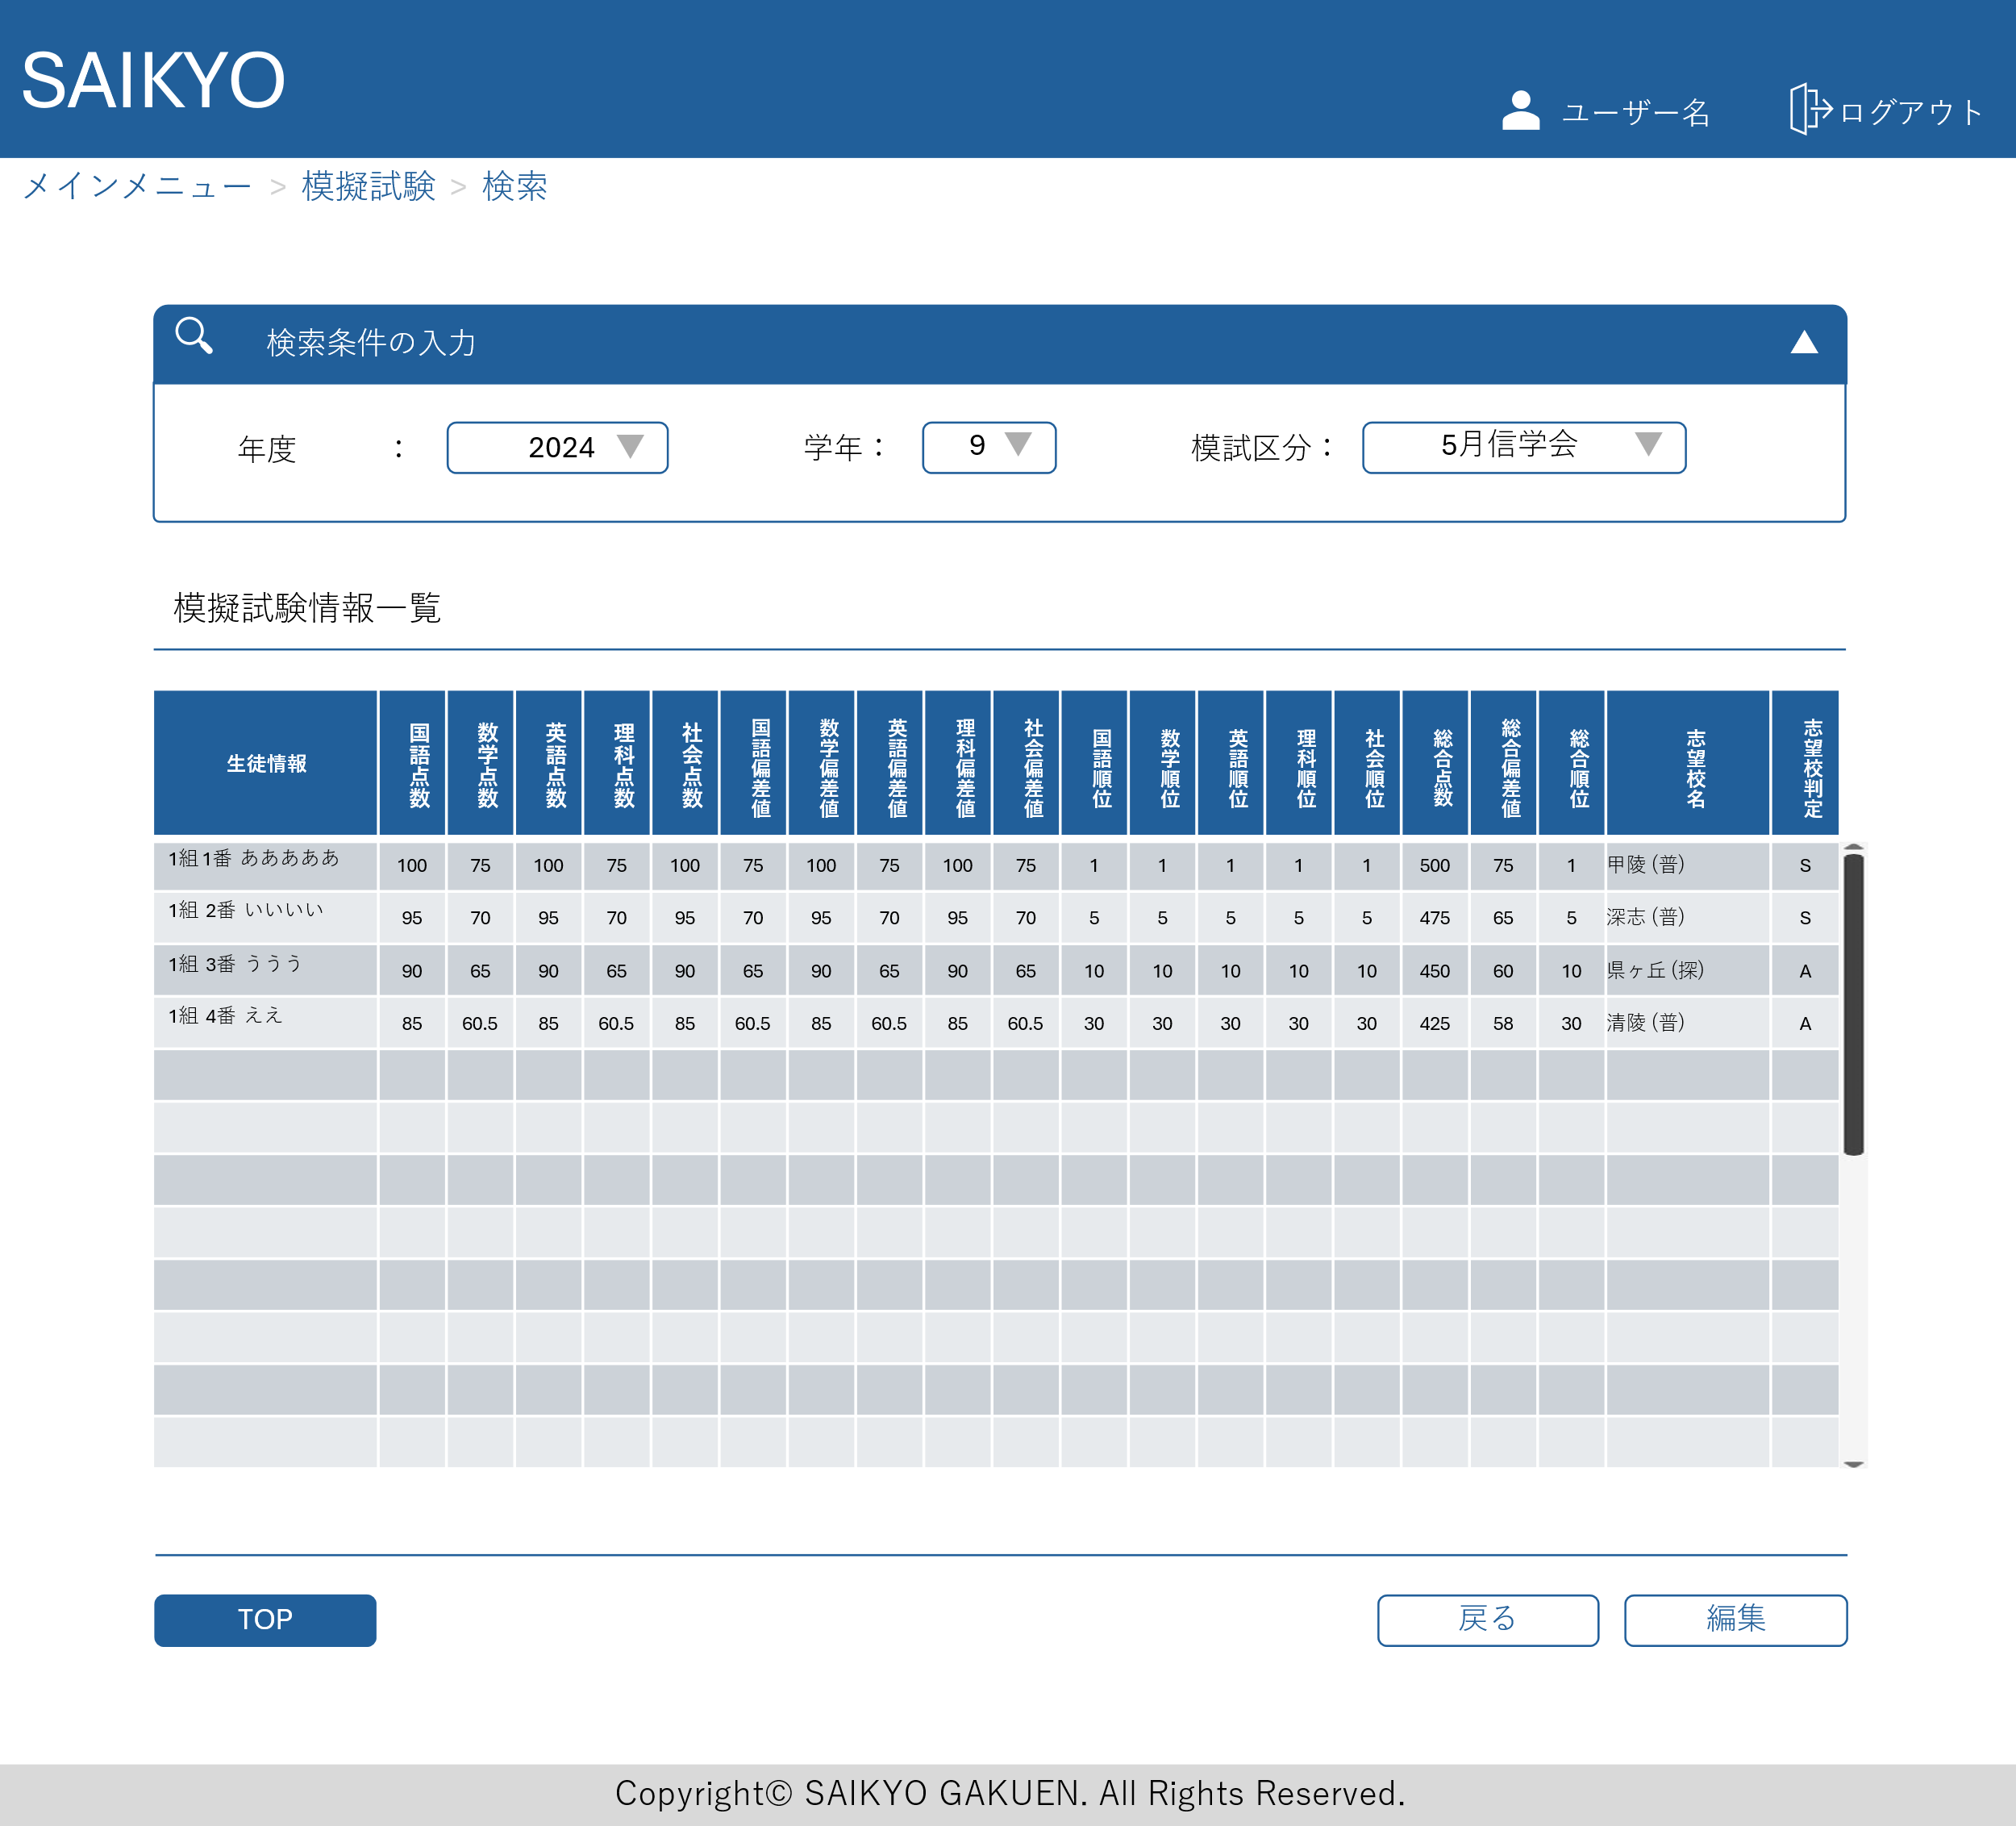 SAIKYO
ユーザー名 ログアウト
メインメニュー > 模擬試験 > 検索
検索条件の入力
年度 : 2024 学年: 9 模試区分: 5月信学会
模擬試験情報一覧
生徒情報 国語点数 数学点数 英語点数 理科点数 社会点数 国語偏差値 数学偏差値 英語偏差値 理科偏差値 社会偏差値 国語順位 数学順位 英語順位 理科順位 社会順位 総合点数 総合偏差値 総合順位 志望校名 志望校判定
1組 1番 あああああ 100 75 100 75 100 75 100 75 100 75 1 1 1 1 1 500 75 1 甲陵 (普) S
1組 2番 いいいい 95 70 95 70 95 70 95 70 95 70 5 5 5 5 5 475 65 5 深志 (普) S
1組 3番 ううう 90 65 90 65 90 65 90 65 90 65 10 10 10 10 10 450 60 10 県ヶ丘 (探) A
1組 4番 ええ 85 60.5 85 60.5 85 60.5 85 60.5 85 60.5 30 30 30 30 30 425 58 30 清陵 (普) A
TOP 戻る 編集
Copyright© SAIKYO GAKUEN. All Rights Reserved.